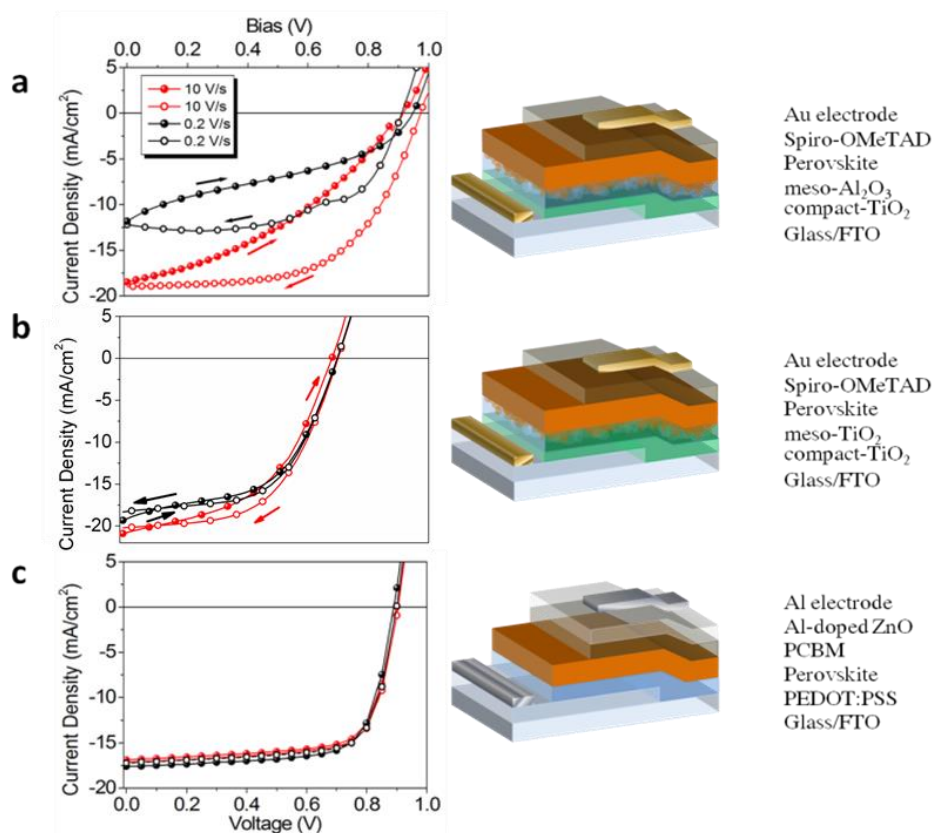 Bias (V)
0.0 0.2 0.4 0.6 0.8 1.0
a
5
0
-5
-10
-15
-20
Current Density (mA/cm²)
10 V/s
10 V/s
0.2 V/s
0.2 V/s
Au electrode
Spiro-OMeTAD
Perovskite
meso-Al₂O₃
compact-TiO₂
Glass/FTO
b
5
0
-5
-10
-15
-20
Current Density (mA/cm²)
Au electrode
Spiro-OMeTAD
Perovskite
meso-TiO₂
compact-TiO₂
Glass/FTO
c
5
0
-5
-10
-15
-20
Current Density (mA/cm²)
0.0 0.2 0.4 0.6 0.8 1.0
Voltage (V)
Al electrode
Al-doped ZnO
PCBM
Perovskite
PEDOT:PSS
Glass/FTO